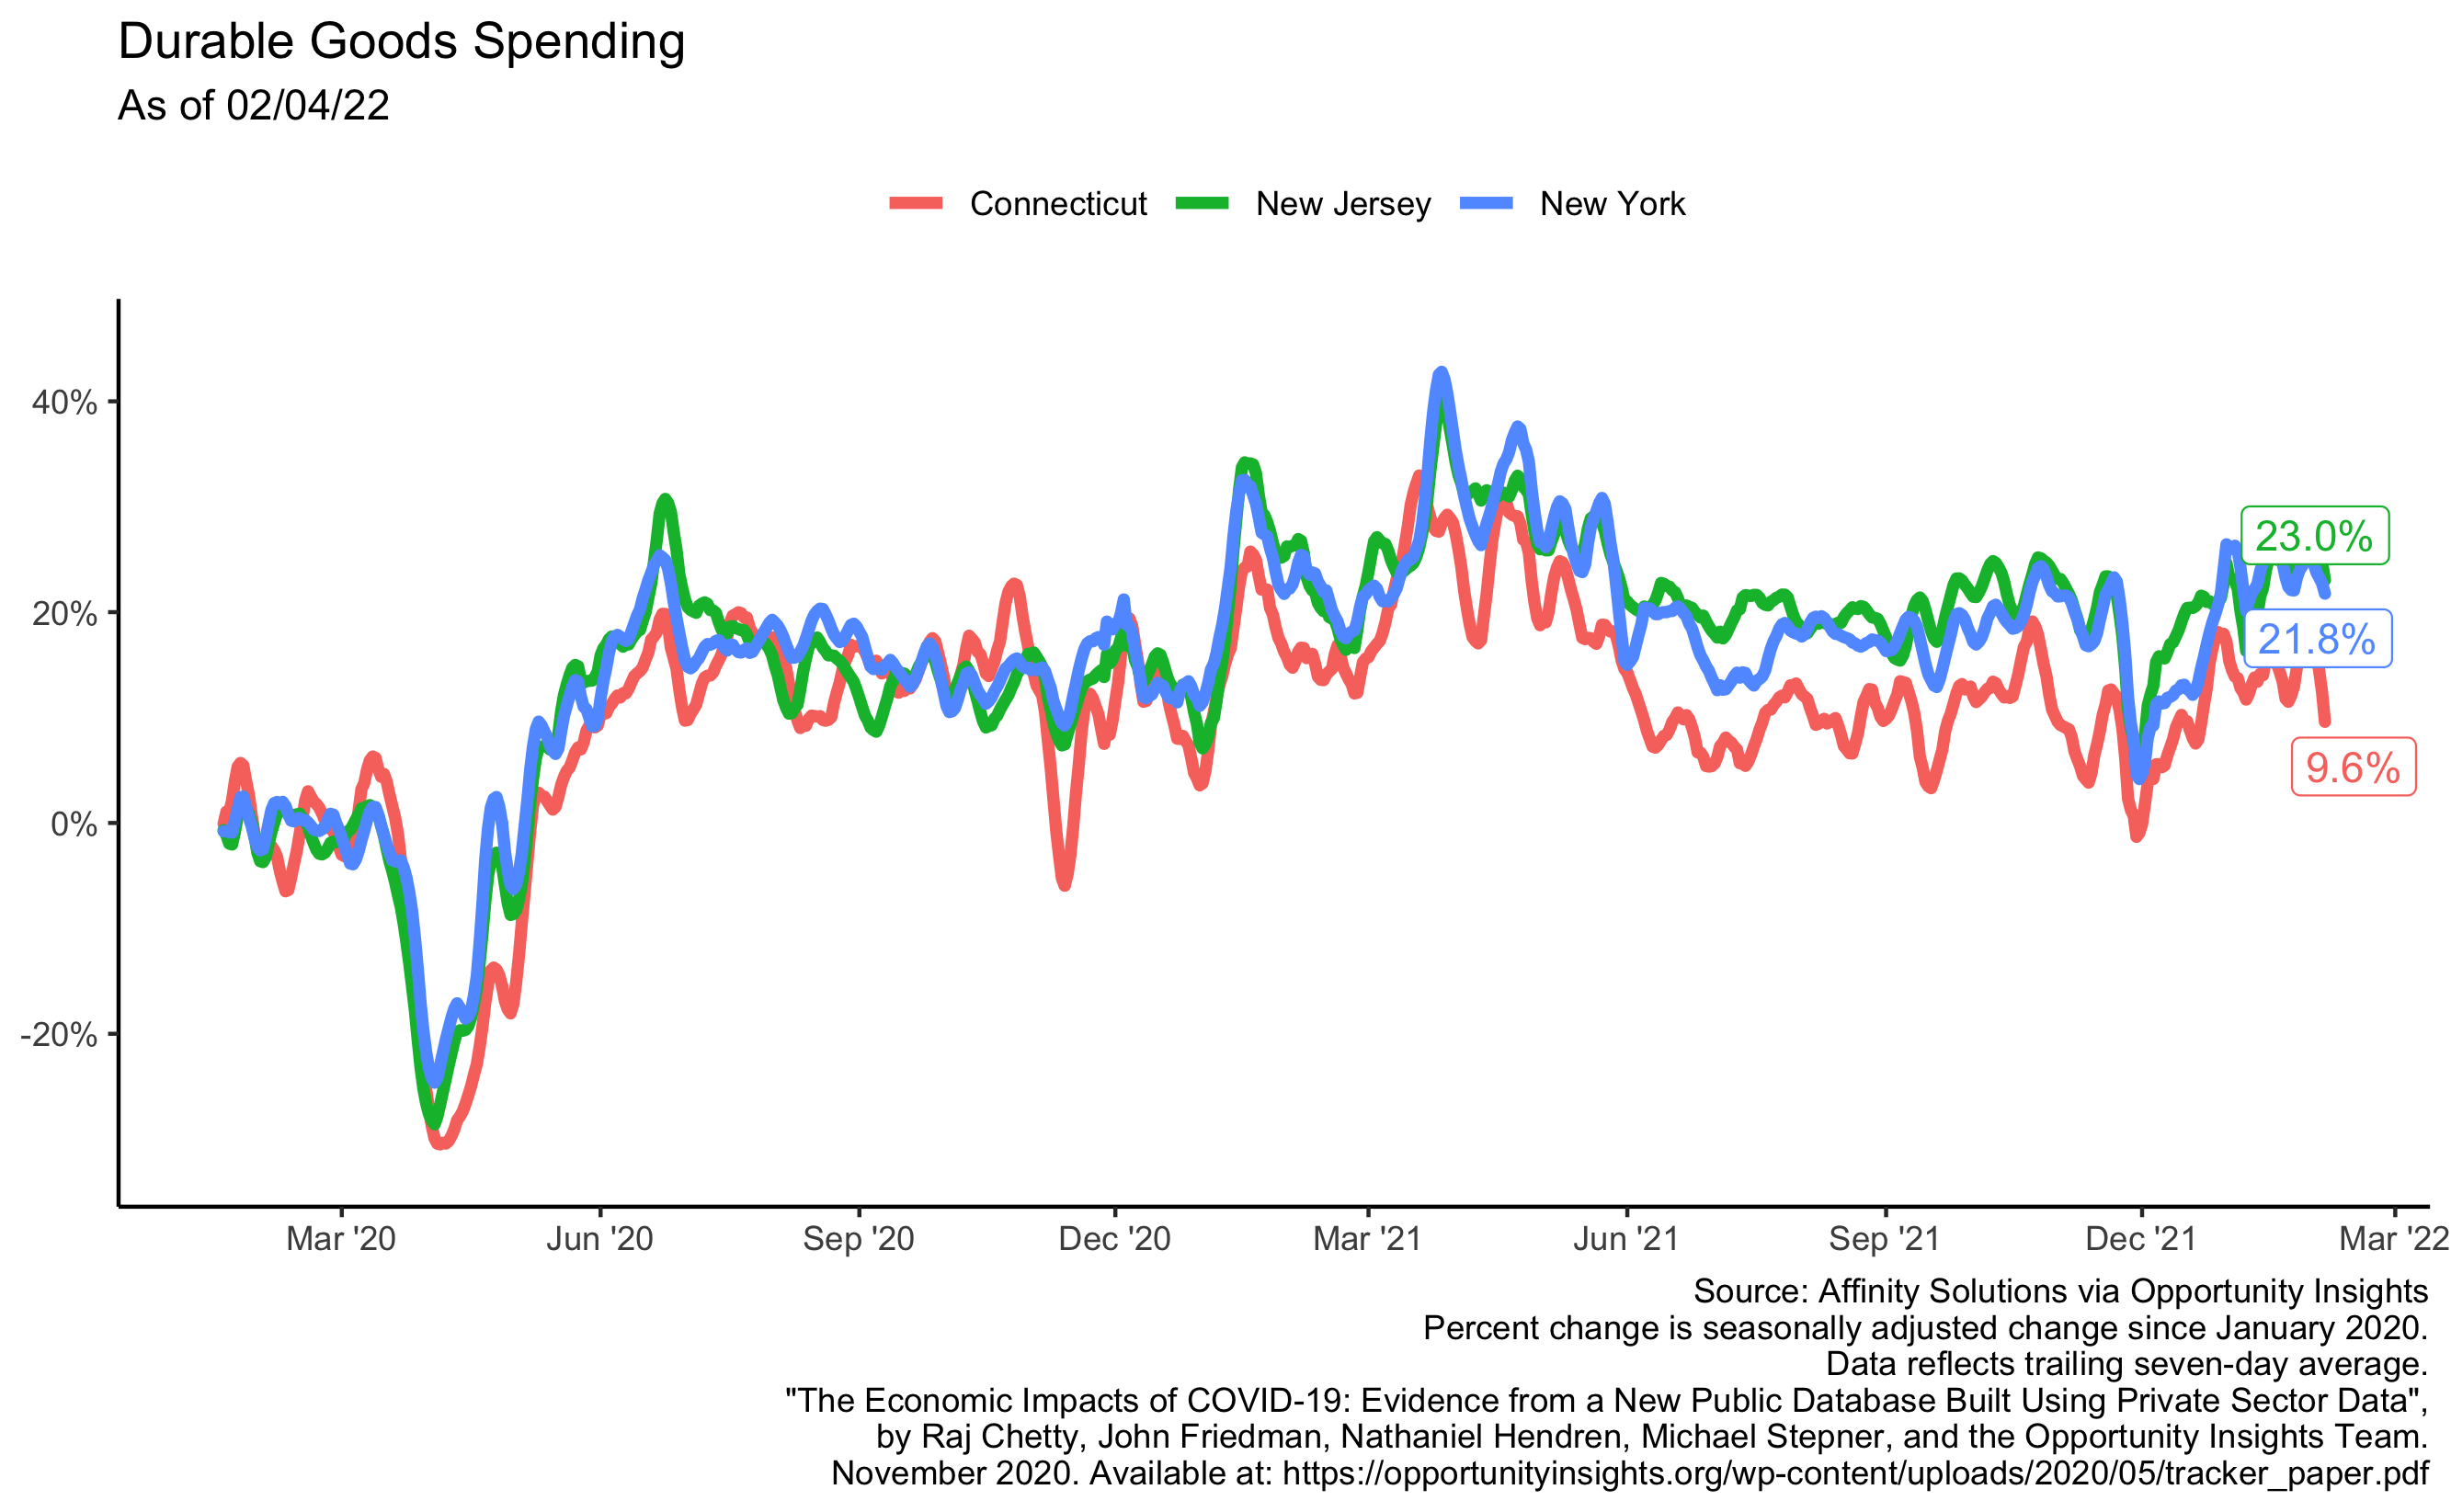 Durable Goods Spending
As of 02/04/22
Connecticut New Jersey New York
40%
20%
0%
-20%
23.0%
21.8%
9.6%
Mar '20 Jun '20 Sep '20 Dec '20 Mar '21 Jun '21 Sep '21 Dec '21 Mar '22
Source: Affinity Solutions via Opportunity Insights
Percent change is seasonally adjusted change since January 2020.
Data reflects trailing seven-day average.
"The Economic Impacts of COVID-19: Evidence from a New Public Database Built Using Private Sector Data",
by Raj Chetty, John Friedman, Nathaniel Hendren, Michael Stepner, and the Opportunity Insights Team.
November 2020. Available at: https://opportunityinsights.org/wp-content/uploads/2020/05/tracker_paper.pdf